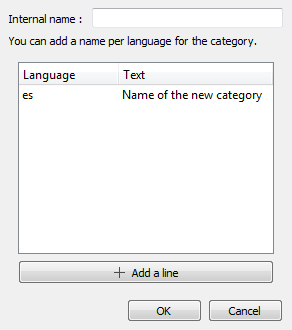 Internal name :
You can add a name per language for the category.
Language Text
es Name of the new category
+ Add a line
OK Cancel